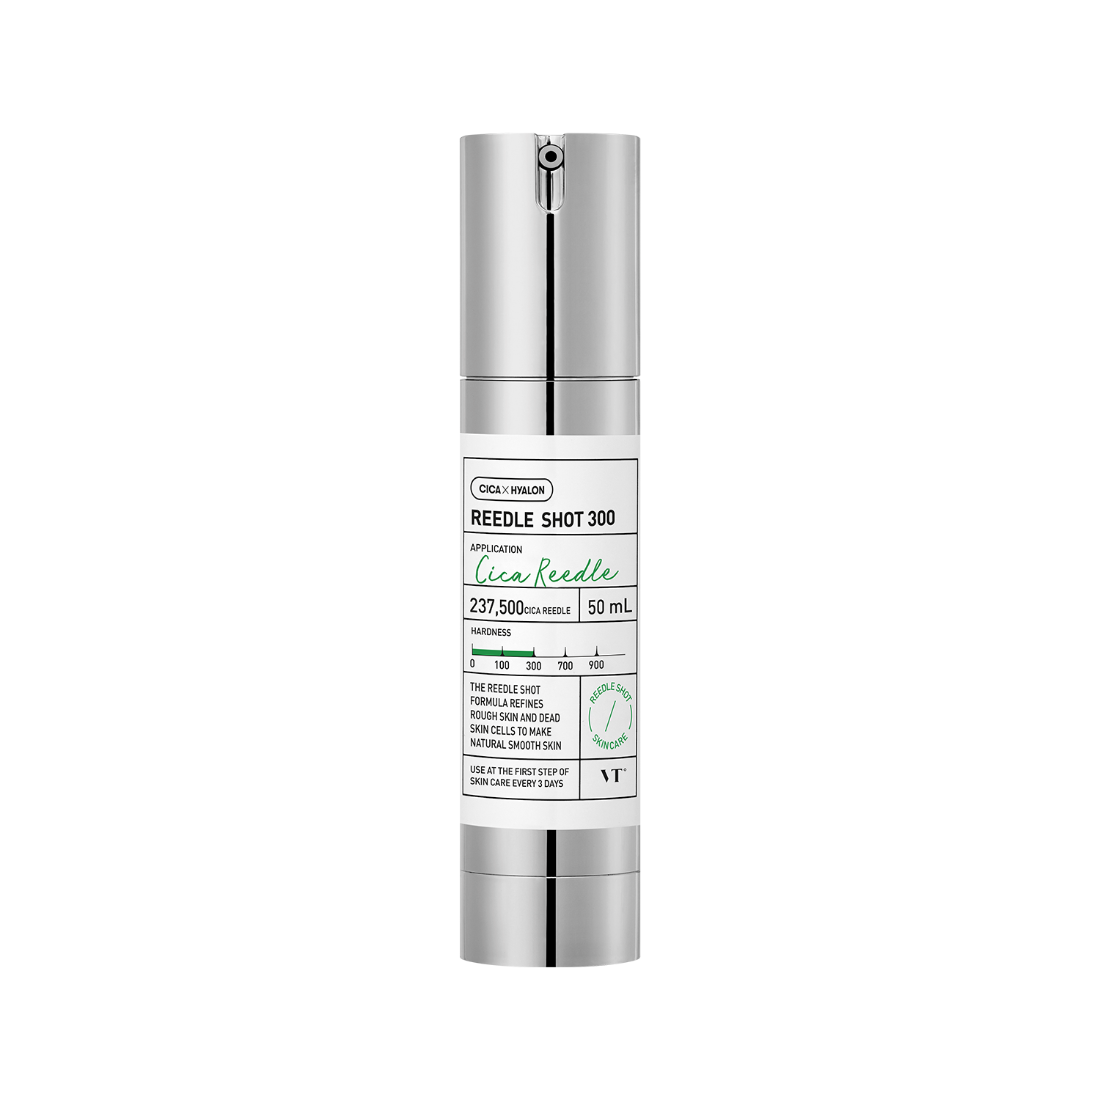 CICA×HYALON
REEDLE SHOT 300
APPLICATION
Cica Reedle
237,500 CICA REEDLE
50 mL
HARDNESS
0 100 300 700 900
THE REEDLE SHOT
FORMULA REFINES
ROUGH SKIN AND DEAD
SKIN CELLS TO MAKE
NATURAL SMOOTH SKIN
REEDLE SHOT
SKINCARE
USE AT THE FIRST STEP OF
SKIN CARE EVERY 3 DAYS
VT®